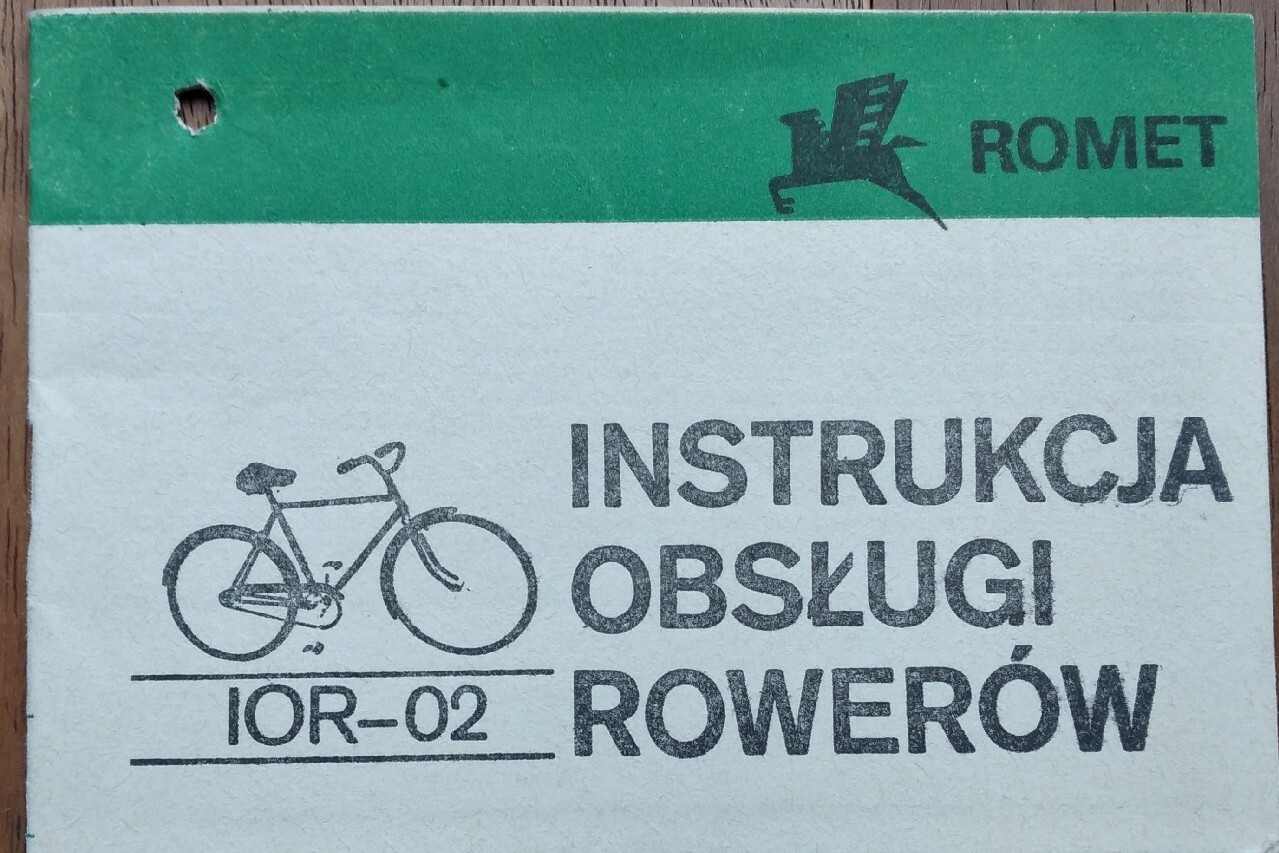 ROMET
INSTRUKCJA
OBSŁUGI
ROWERÓW
IOR-02